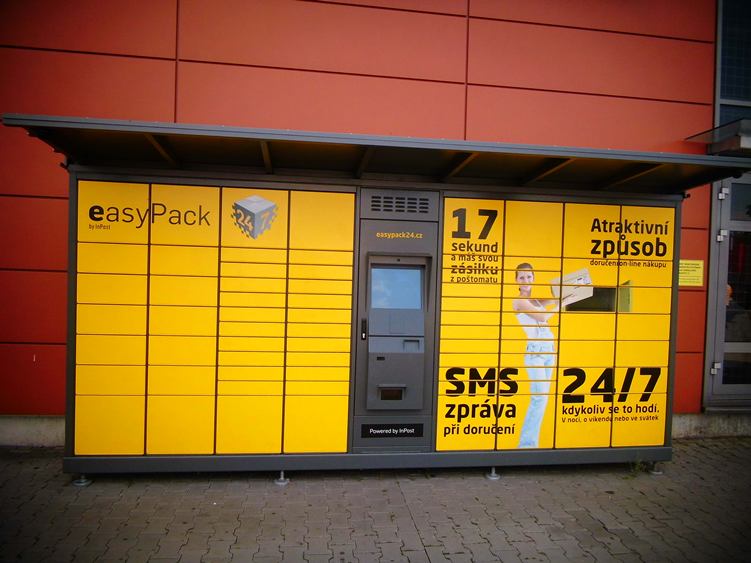 easyPack
by InPost
24/7
easypack24.cz
Powered by InPost
17
sekund
a máš svou
zásilku
z poštomatu
Atraktivní
způsob
doručení on-line nákupu
SMS
zpráva
při doručení
24/7
kdykoliv se to hodí.
V noci, o víkendu nebo ve svátek